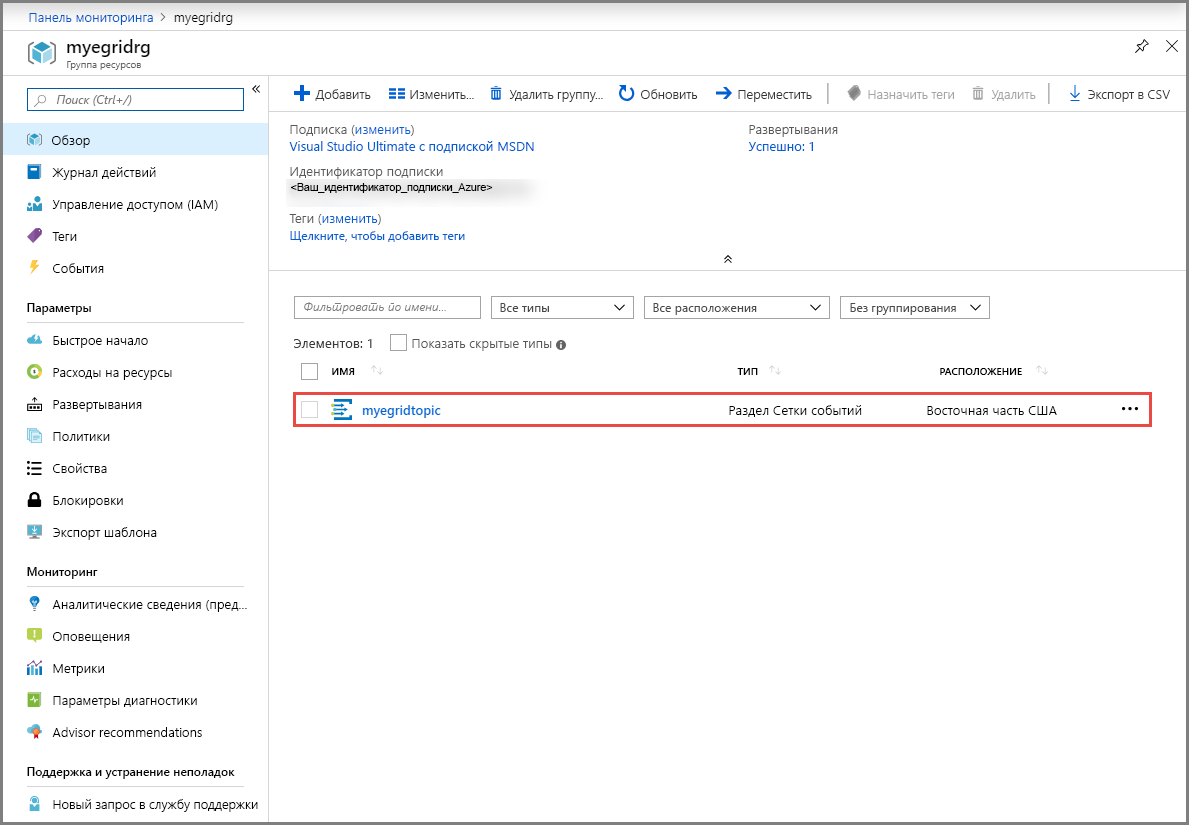 Панель мониторинга > myegridrg
myegridrg
Группа ресурсов
Поиск (Ctrl+/)
Обзор
Журнал действий
Управление доступом (IAM)
Теги
События
Параметры
Быстрое начало
Расходы на ресурсы
Развертывания
Политики
Свойства
Блокировки
Экспорт шаблона
Мониторинг
Аналитические сведения (пред...
Оповещения
Метрики
Параметры диагностики
Advisor recommendations
Поддержка и устранение неполадок
Новый запрос в службу поддержки
Добавить Изменить... Удалить группу... Обновить Переместить Назначить теги Удалить Экспорт в CSV
Подписка (изменить)
Visual Studio Ultimate с подпиской MSDN
Развертывания
Успешно: 1
Идентификатор подписки
<Ваш_идентификатор_подписки_Azure>
Теги (изменить)
Щелкните, чтобы добавить теги
Фильтровать по имени... Все типы Все расположения Без группирования
Элементов: 1 Показать скрытые типы
ИМЯ ТИП РАСПОЛОЖЕНИЕ
myegridtopic Раздел Сетки событий Восточная часть США